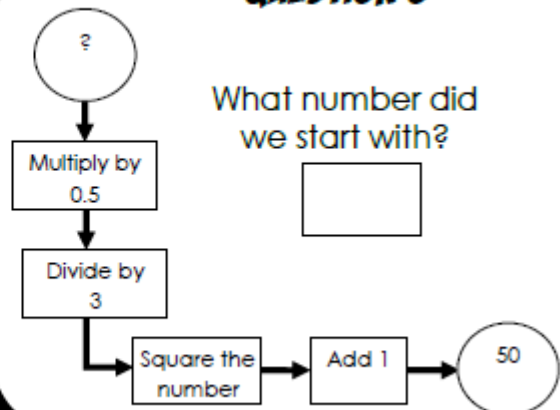 ?
What number did
we start with?
Multiply by
0.5
Divide by
3
Square the
number
Add 1
50